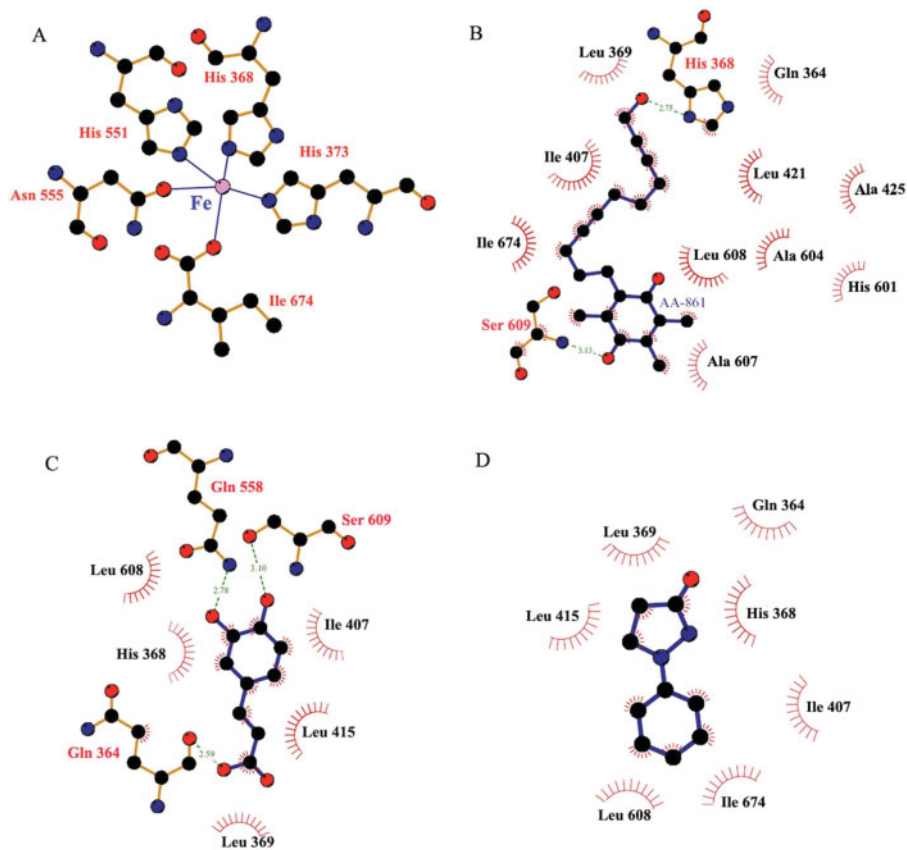 A
His 368
His 551
His 373
Asn 555
Fe
Ile 674
B
Leu 369
His 368
Gln 364
2.75
Ile 407
Leu 421
Ala 425
Ile 674
Leu 608
Ala 604
His 601
AA-861
Ser 609
3.13
Ala 607
C
Gln 558
Ser 609
Leu 608
3.10
2.78
Ile 407
His 368
Leu 415
Gln 364
2.59
Leu 369
D
Gln 364
Leu 369
Leu 415
His 368
Ile 407
Ile 674
Leu 608